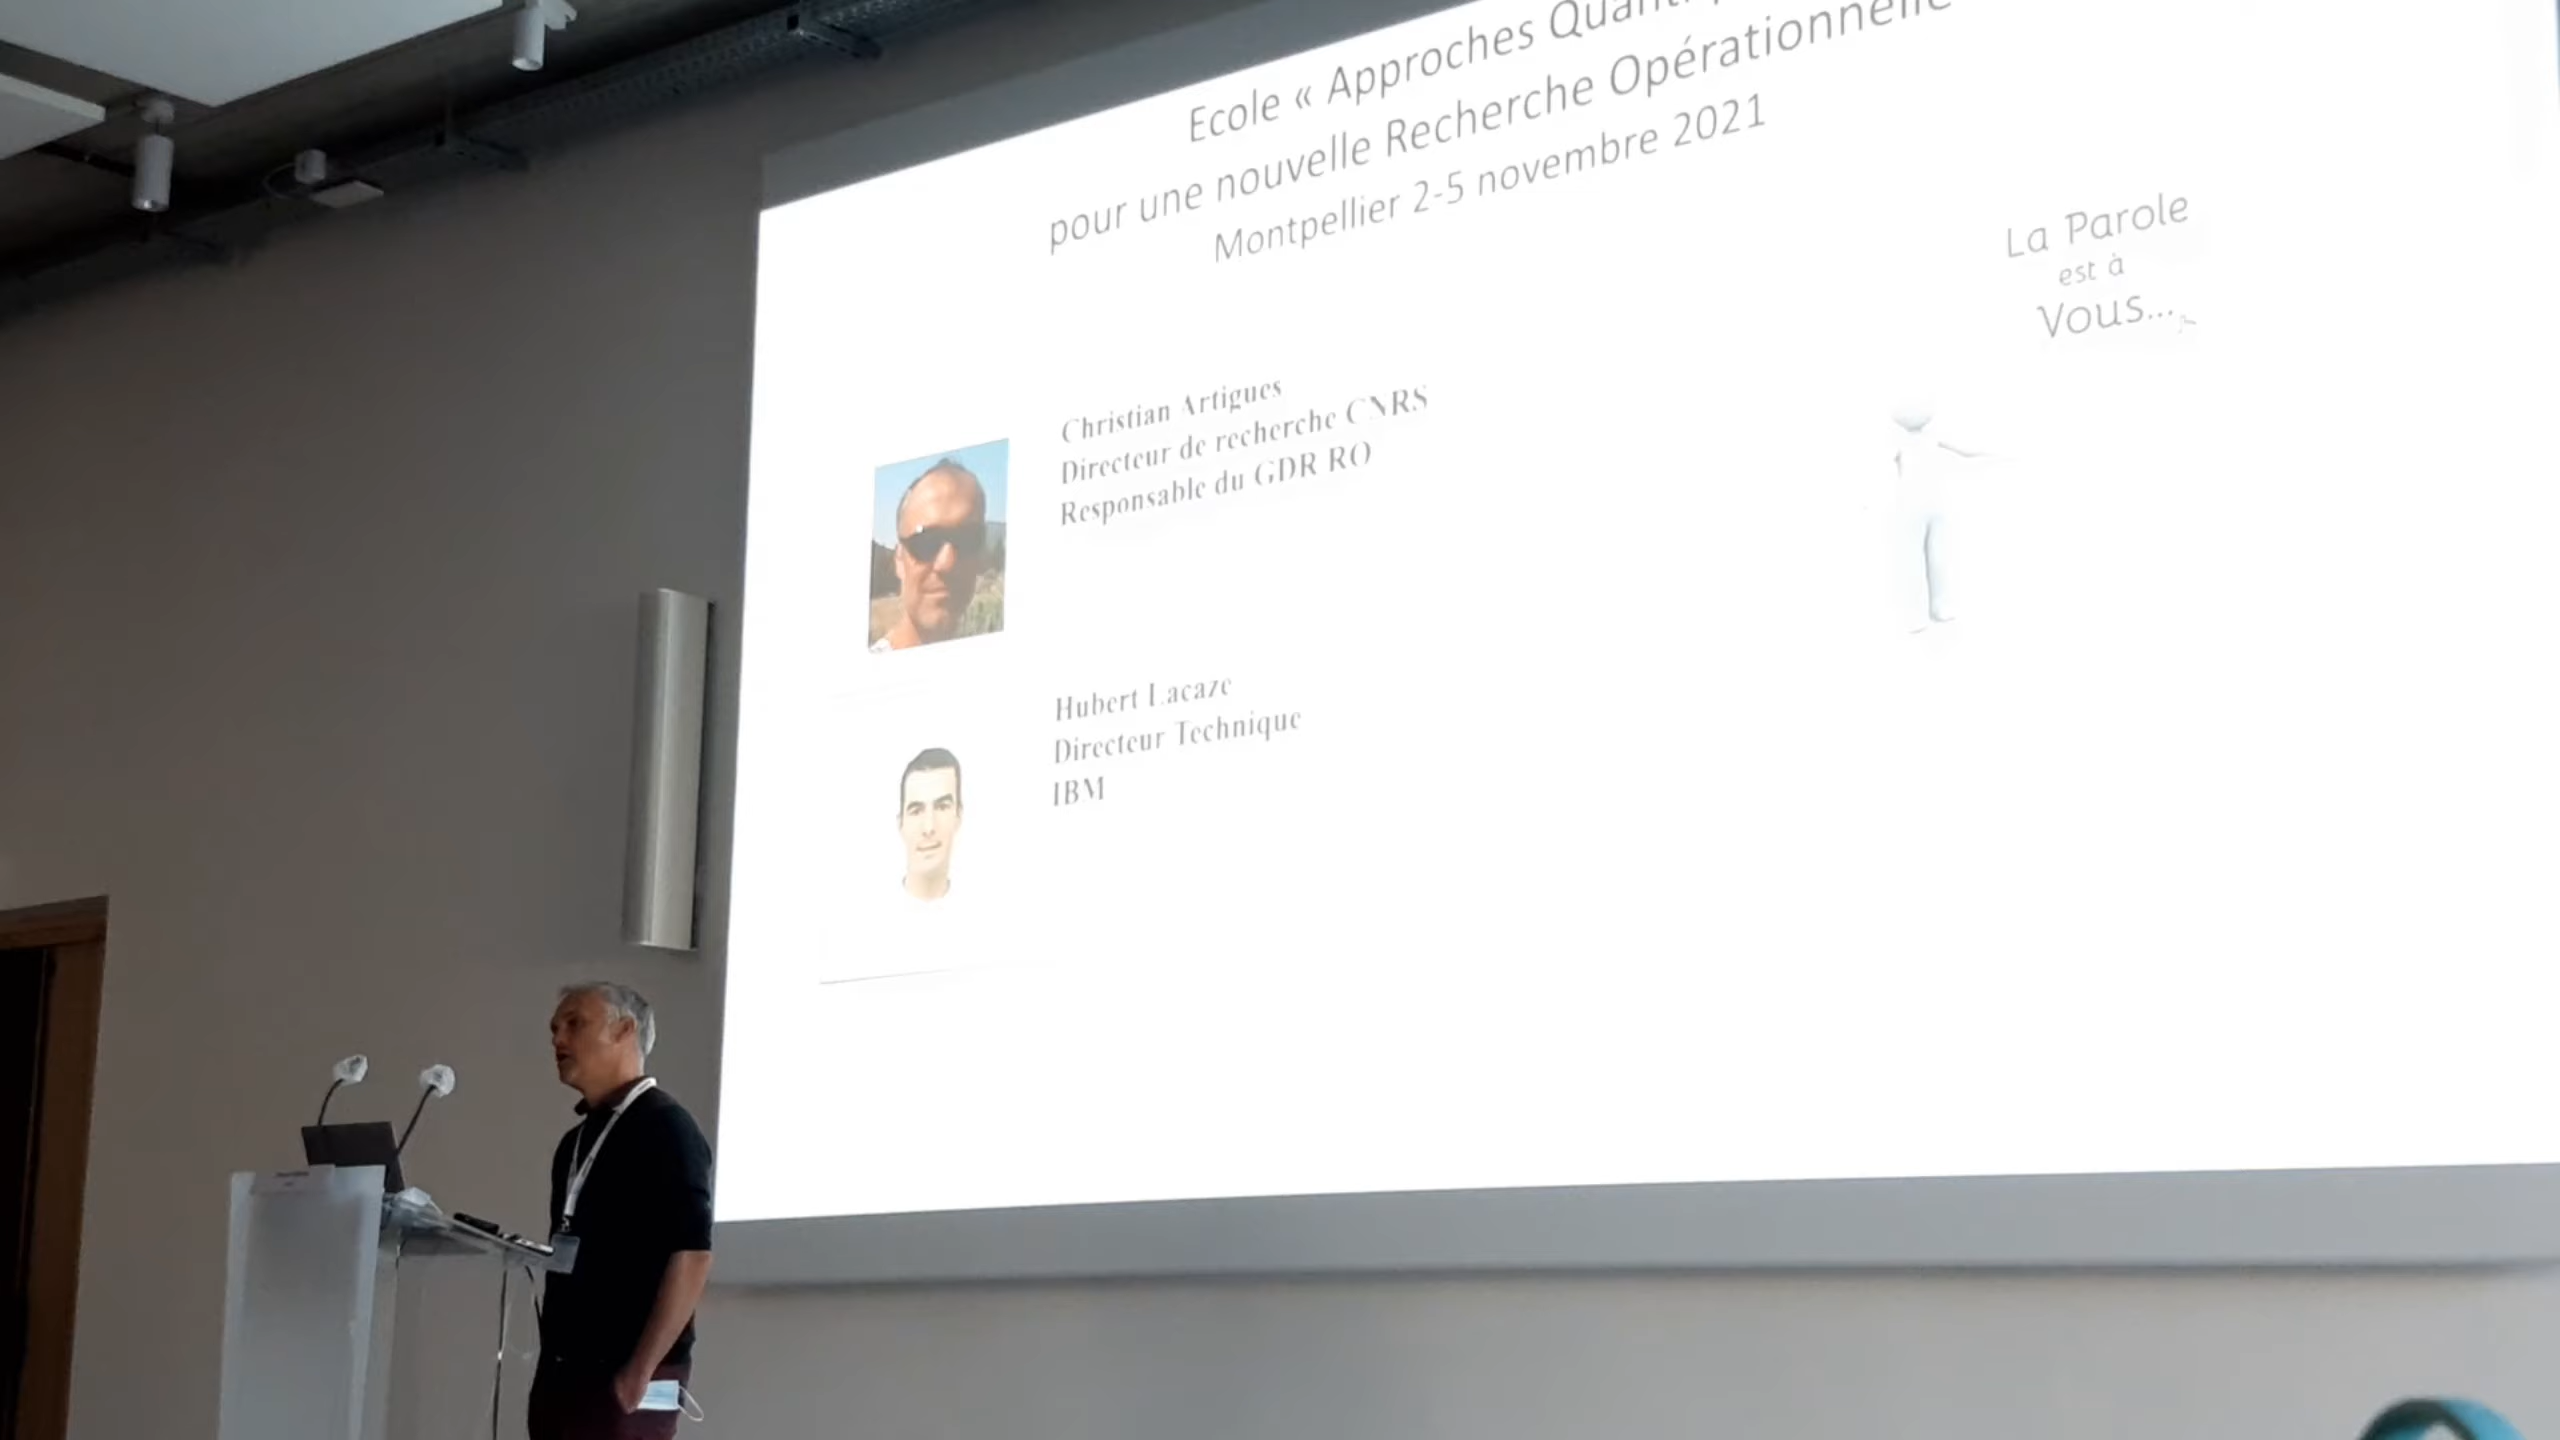 Ecole « Approches
pour une nouvelle Recherche Opérationnelle
Montpellier 2-5 novembre 2021
La Parole
est à
Vous...
Christian Artigues
Directeur de recherche CNRS
Responsable du GDR RO
Hubert Lacaze
Directeur Technique
IBM